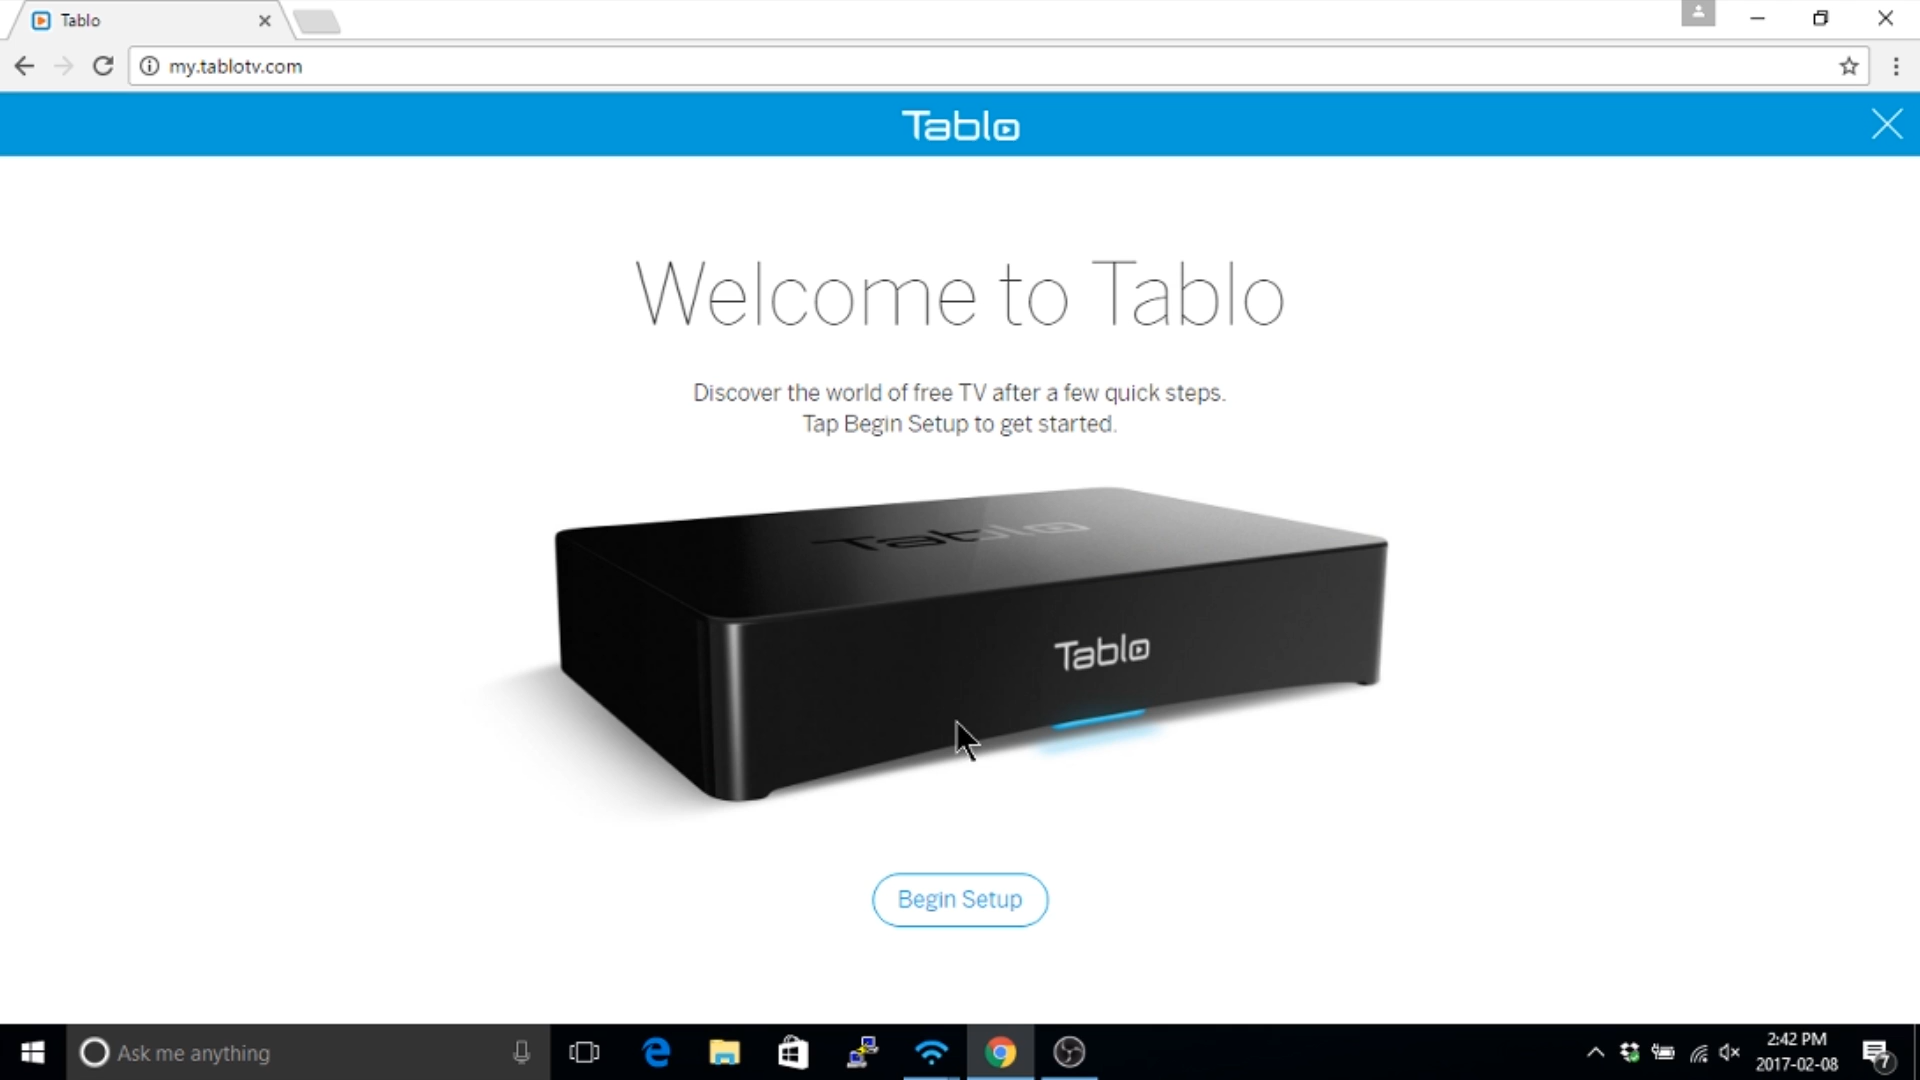 Tablo
my.tablotv.com
Tablo
Welcome to Tablo
Discover the world of free TV after a few quick steps.
Tap Begin Setup to get started.
Tablo
Tablo
Begin Setup
Ask me anything
2:42 PM
2017-02-08
7